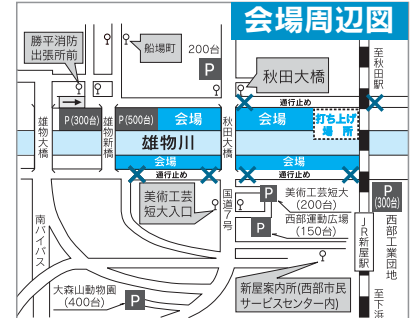 会場周辺図
勝平消防
出張所前
船場町
200台
P
秋田大橋
至秋田駅
通行止め
P(300台)
P(500台)
会場
会場
打ち上げ
場所
雄物大橋
雄物新橋
雄物川
秋田大橋
会場
会場
通行止め
通行止め
美術工芸
短大入口
国道7号
P
美術工芸短大
(200台)
西部運動広場
(150台)
P
P
(300台)
西部工業団地
南バイパス
JR新屋駅
大森山動物園
(400台)
P
新屋案内所(西部市民
サービスセンター内)
至下浜